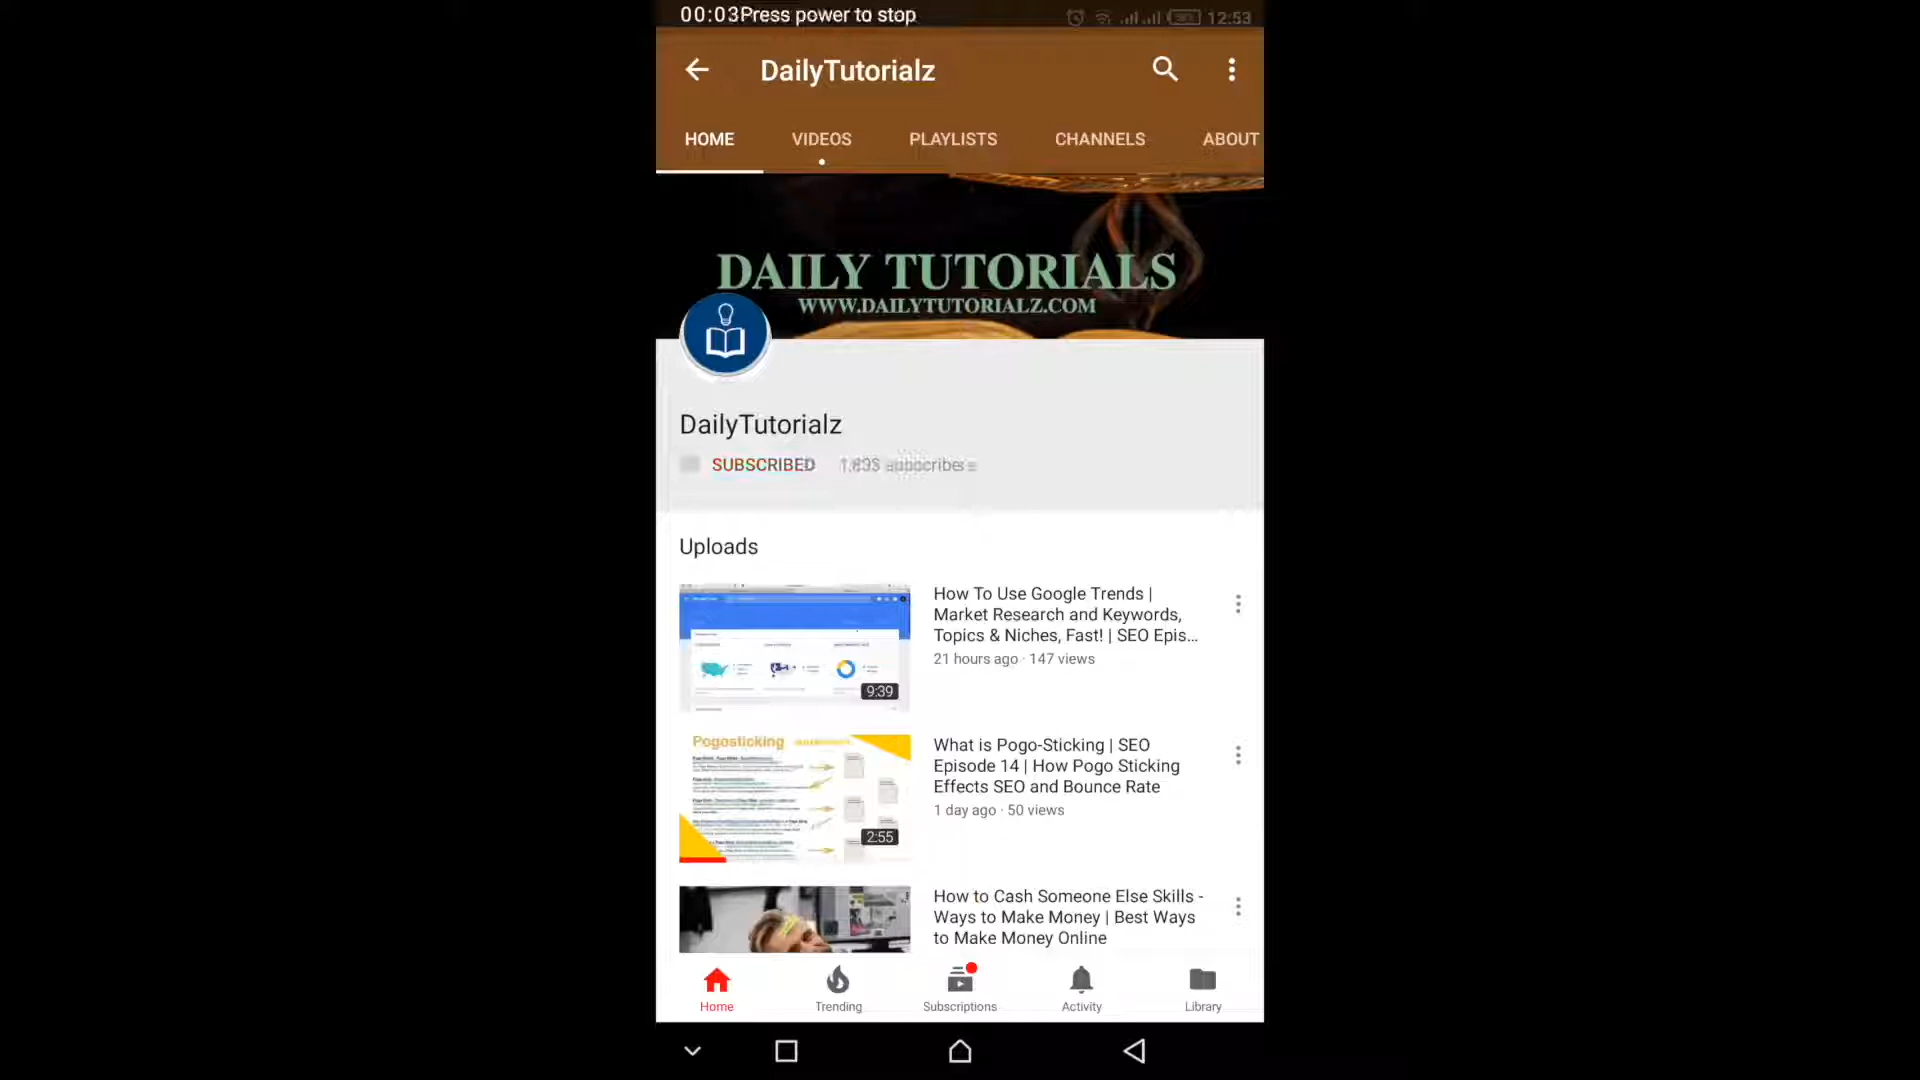 00:03Press power to stop
12:53
DailyTutorialz
HOME VIDEOS PLAYLISTS CHANNELS ABOUT
DAILY TUTORIALS
WWW.DAILYTUTORIALZ.COM
DailyTutorialz
SUBSCRIBED
Uploads
How To Use Google Trends |
Market Research and Keywords,
Topics & Niches, Fast! | SEO Epis...
21 hours ago · 147 views
9:39
Pogosticking
What is Pogo-Sticking | SEO
Episode 14 | How Pogo Sticking
Effects SEO and Bounce Rate
1 day ago · 50 views
2:55
How to Cash Someone Else Skills -
Ways to Make Money | Best Ways
to Make Money Online
Home Trending Subscriptions Activity Library